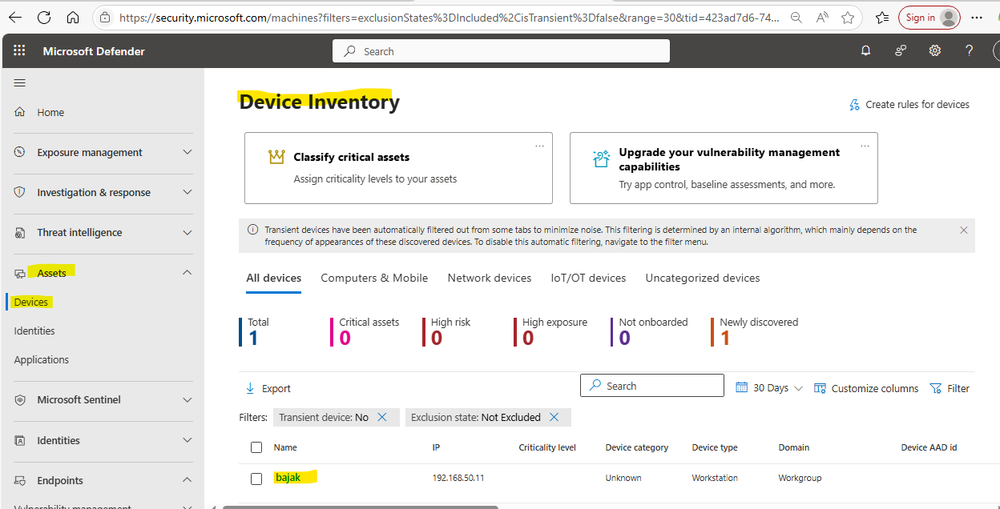 https://security.microsoft.com/machines?filters=exclusionStates%3DIncluded%2CisTransient%3Dfalse&range=30&tid=423ad7d6-74...
Sign in
Microsoft Defender
Search
Home
Exposure management
Investigation & response
Threat intelligence
Assets
Devices
Identities
Applications
Microsoft Sentinel
Identities
Endpoints
Vulnerability management
Device Inventory
Create rules for devices
Classify critical assets
Assign criticality levels to your assets
Upgrade your vulnerability management
capabilities
Try app control, baseline assessments, and more.
Transient devices have been automatically filtered out from some tabs to minimize noise. This filtering is determined by an internal algorithm, which mainly depends on the
frequency of appearances of these discovered devices. To disable this automatic filtering, navigate to the filter menu.
All devices Computers & Mobile Network devices IoT/OT devices Uncategorized devices
Total Critical assets High risk High exposure Not onboarded Newly discovered
1 0 0 0 0 1
Export Search 30 Days Customize columns Filter
Filters: Transient device: No Exclusion state: Not Excluded
Name IP Criticality level Device category Device type Domain Device AAD id
bajak 192.168.50.11 Unknown Workstation Workgroup